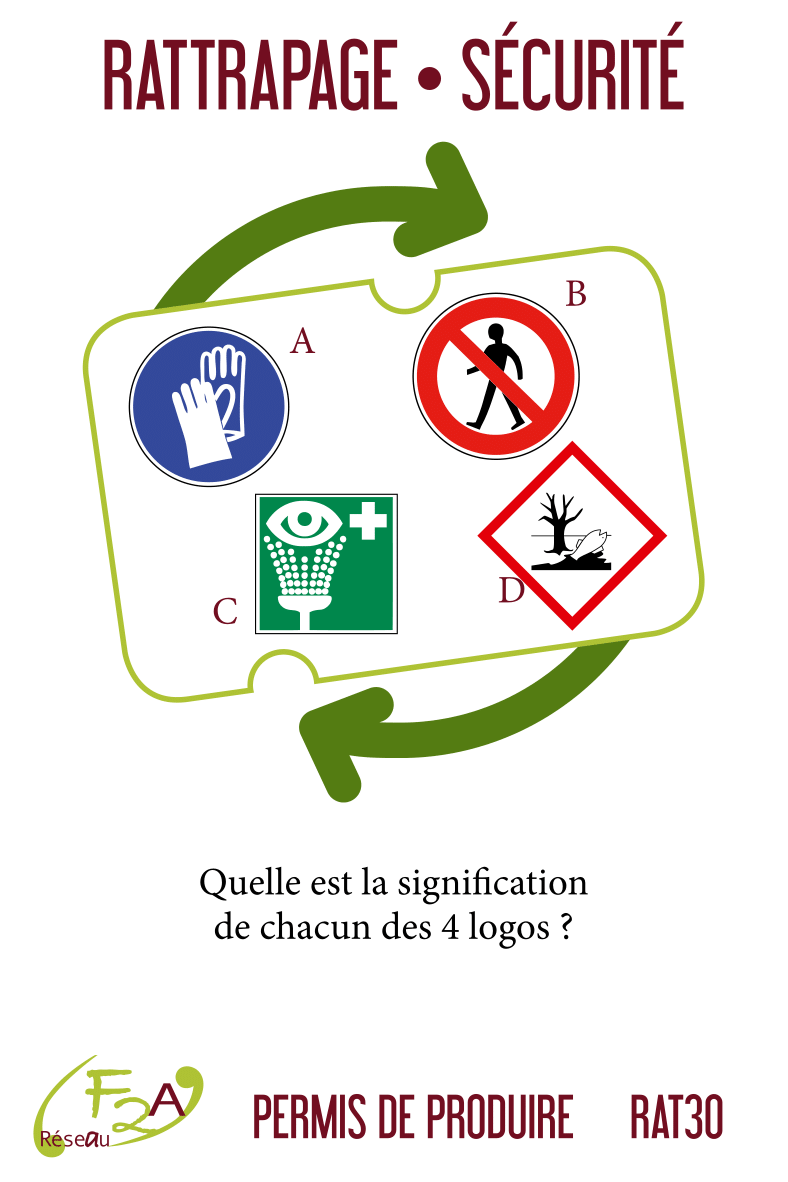 RATTRAPAGE • SÉCURITÉ
A
B
C
D
Quelle est la signification
de chacun des 4 logos ?
F2A
Réseau
PERMIS DE PRODUIRE RAT30